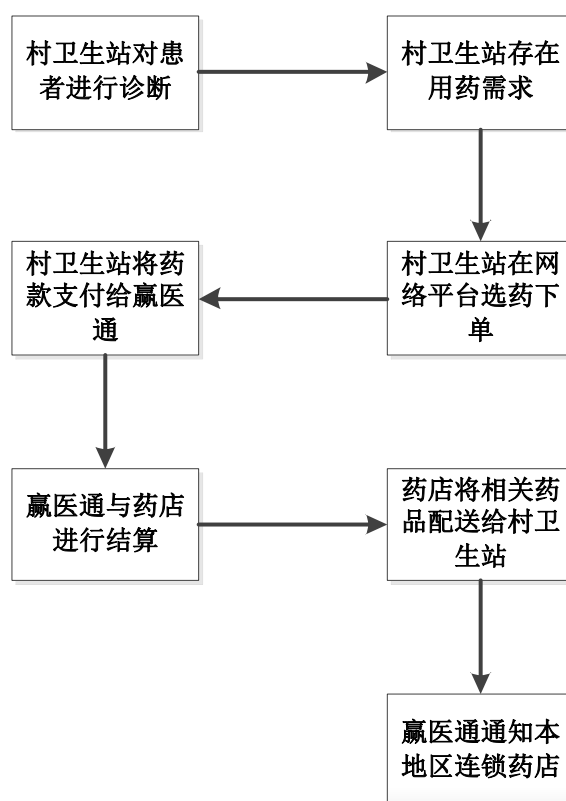 村卫生站对患
者进行诊断
村卫生站存在
用药需求
村卫生站在网
络平台选药下
单
村卫生站将药
款支付给赢医
通
赢医通与药店
进行结算
药店将相关药
品配送给村卫
生站
赢医通通知本
地区连锁药店